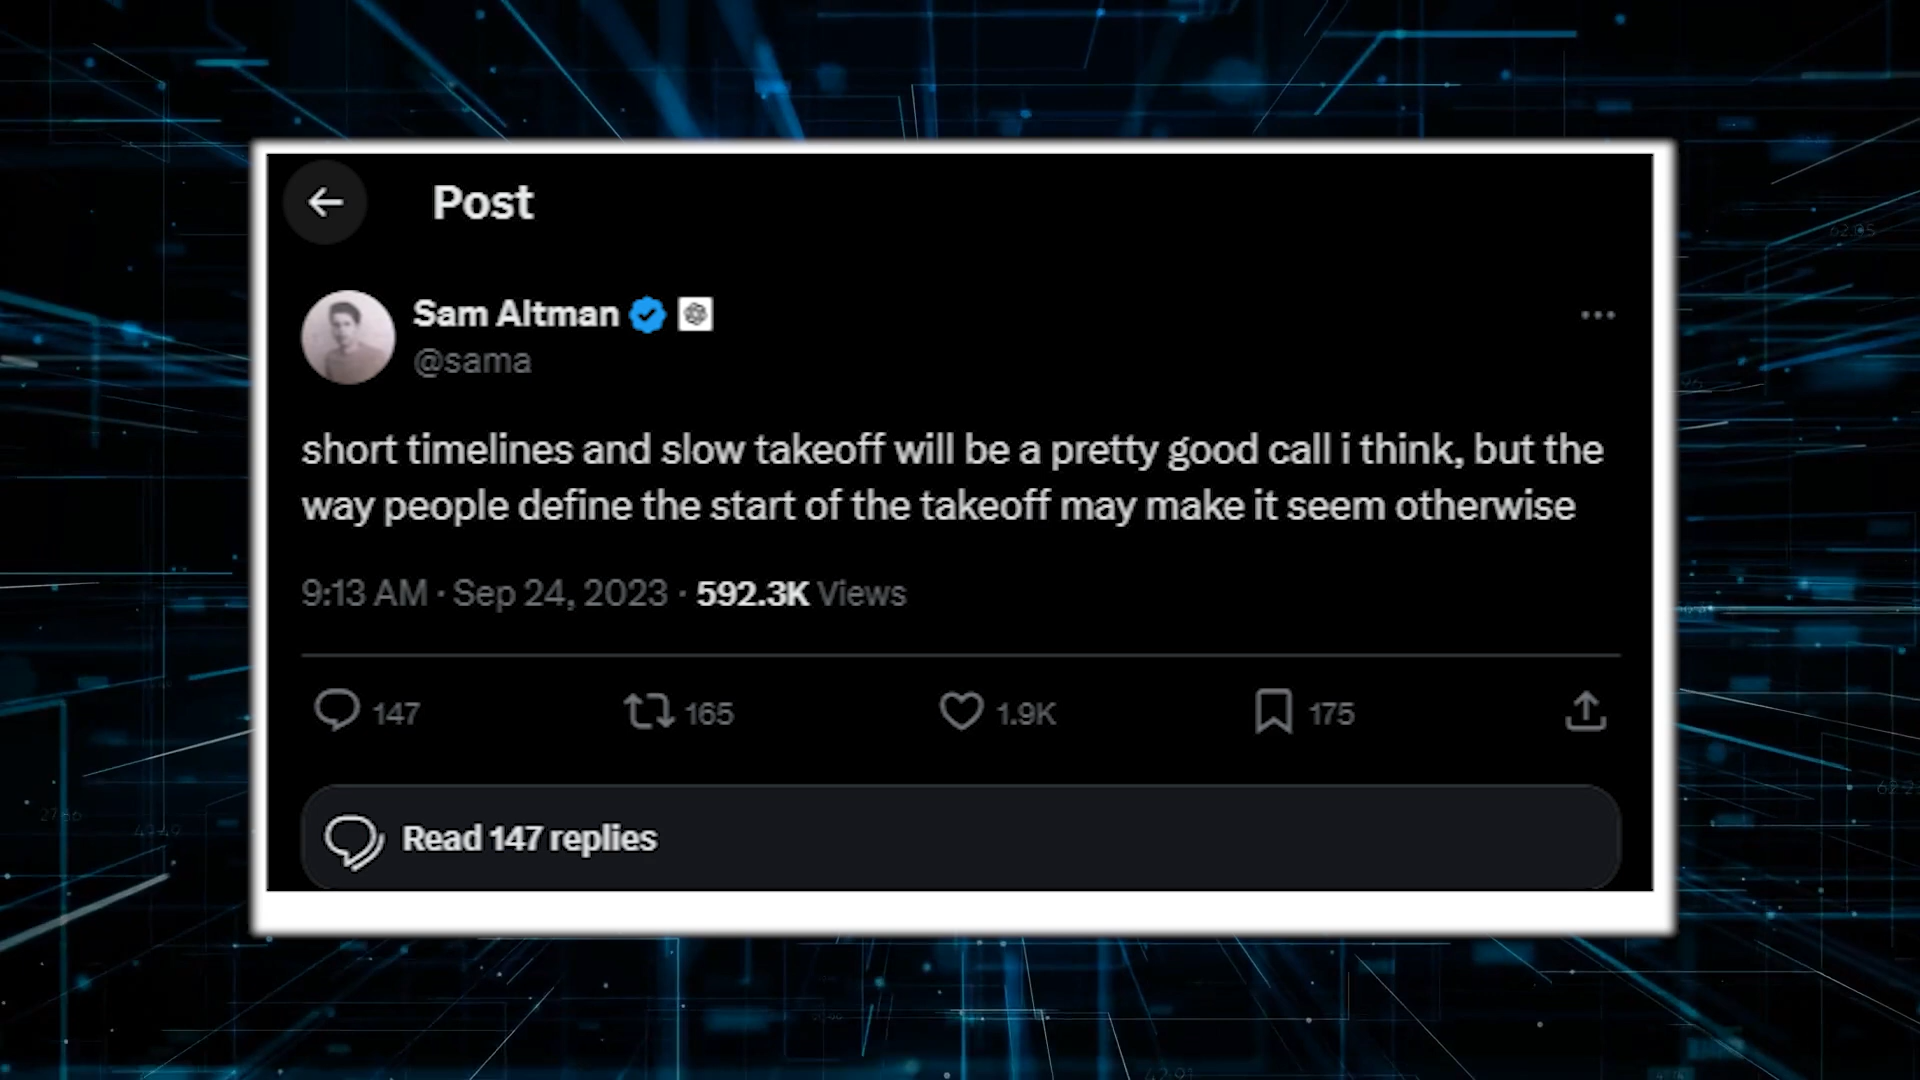 Post
Sam Altman
@sama
short timelines and slow takeoff will be a pretty good call i think, but the
way people define the start of the takeoff may make it seem otherwise
9:13 AM · Sep 24, 2023 · 592.3K Views
147 165 1.9K 175
Read 147 replies